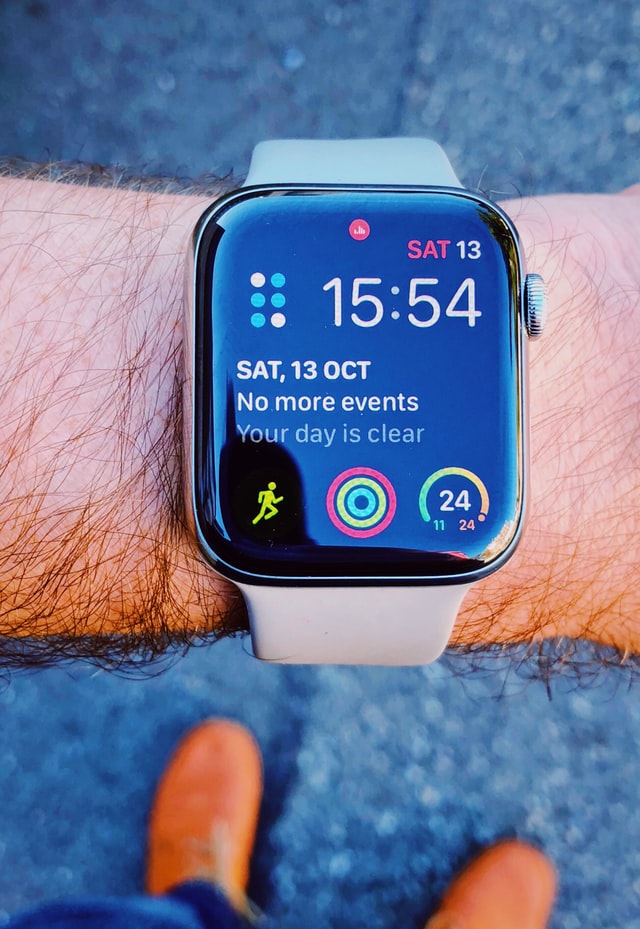 SAT 13
15:54
SAT, 13 OCT
No more events
Your day is clear
24
11 24